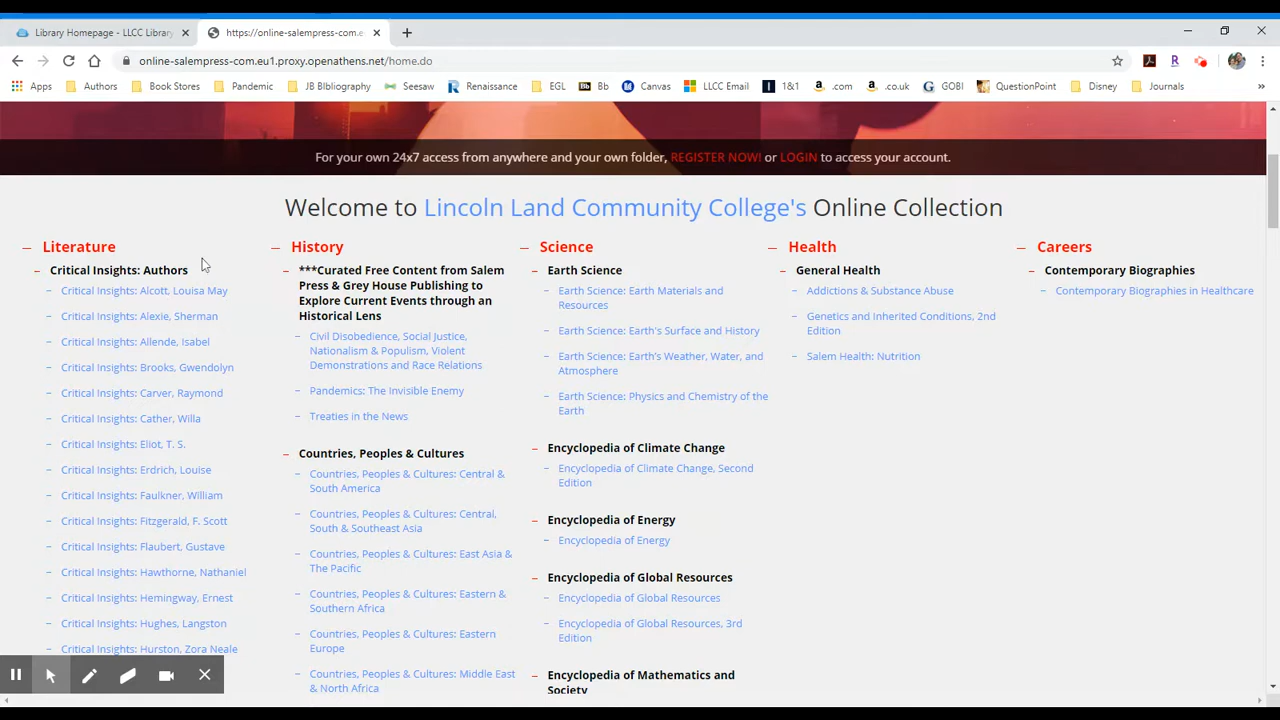 Library Homepage - LLCC Library
https://online-salempress-com.e
online-salempress-com.eu1.proxy.openathens.net/home.do
Apps
Authors
Book Stores
Pandemic
JB BIbliography
Seesaw
Renaissance
EGL
Bb
Canvas
LLCC Email
1&1
.com
.co.uk
GOBI
QuestionPoint
Disney
Journals
»
For your own 24x7 access from anywhere and your own folder, REGISTER NOW! or LOGIN to access your account.
Welcome to Lincoln Land Community College's Online Collection
Literature
Critical Insights: Authors
Critical Insights: Alcott, Louisa May
Critical Insights: Alexie, Sherman
Critical Insights: Allende, Isabel
Critical Insights: Brooks, Gwendolyn
Critical Insights: Carver, Raymond
Critical Insights: Cather, Willa
Critical Insights: Eliot, T. S.
Critical Insights: Erdrich, Louise
Critical Insights: Faulkner, William
Critical Insights: Fitzgerald, F. Scott
Critical Insights: Flaubert, Gustave
Critical Insights: Hawthorne, Nathaniel
Critical Insights: Hemingway, Ernest
Critical Insights: Hughes, Langston
Critical Insights: Hurston, Zora Neale
History
***Curated Free Content from Salem
Press & Grey House Publishing to
Explore Current Events through an
Historical Lens
Civil Disobedience, Social Justice,
Nationalism & Populism, Violent
Demonstrations and Race Relations
Pandemics: The Invisible Enemy
Treaties in the News
Countries, Peoples & Cultures
Countries, Peoples & Cultures: Central &
South America
Countries, Peoples & Cultures: Central,
South & Southeast Asia
Countries, Peoples & Cultures: East Asia &
The Pacific
Countries, Peoples & Cultures: Eastern &
Southern Africa
Countries, Peoples & Cultures: Eastern
Europe
Countries, Peoples & Cultures: Middle East
& North Africa
Science
Earth Science
Earth Science: Earth Materials and
Resources
Earth Science: Earth's Surface and History
Earth Science: Earth's Weather, Water, and
Atmosphere
Earth Science: Physics and Chemistry of the
Earth
Encyclopedia of Climate Change
Encyclopedia of Climate Change, Second
Edition
Encyclopedia of Energy
Encyclopedia of Energy
Encyclopedia of Global Resources
Encyclopedia of Global Resources
Encyclopedia of Global Resources, 3rd
Edition
Encyclopedia of Mathematics and
Society
Health
General Health
Addictions & Substance Abuse
Genetics and Inherited Conditions, 2nd
Edition
Salem Health: Nutrition
Careers
Contemporary Biographies
Contemporary Biographies in Healthcare